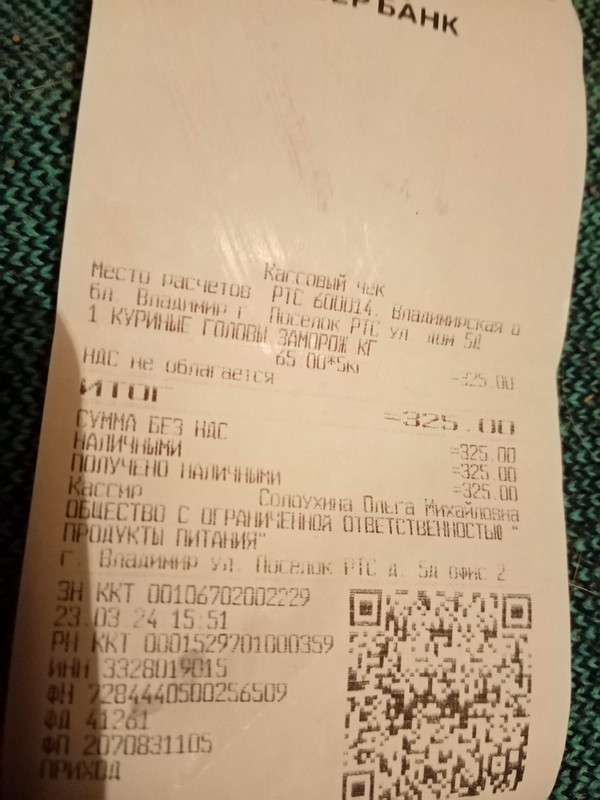 БАНК
Кассовый чек
Место расчетов РТС 600014, Владимирская о
бл, Владимир г, Поселок РТС ул, дом 5Д
1 КУРИНЫЕ ГОЛОВЫ ЗАМОРОЖ КГ
65.00*5КГ
НДС не облагается =325.00
ИТОГ =325.00
СУММА БЕЗ НДС =325.00
НАЛИЧНЫМИ =325.00
ПОЛУЧЕНО НАЛИЧНЫМИ =325.00
Кассир Солоухина Ольга Михайловна
ОБЩЕСТВО С ОГРАНИЧЕННОЙ ОТВЕТСТВЕННОСТЬЮ "
ПРОДУКТЫ ПИТАНИЯ"
г. Владимир ул. Поселок РТС д. 5д офис 2
ЗН ККТ 00106702002229
23.03.24 15:51
РН ККТ 0001529701000359
ИНН 3328019015
ФН 7284440500256509
ФД 41261
ФП 2070831105
ПРИХОД